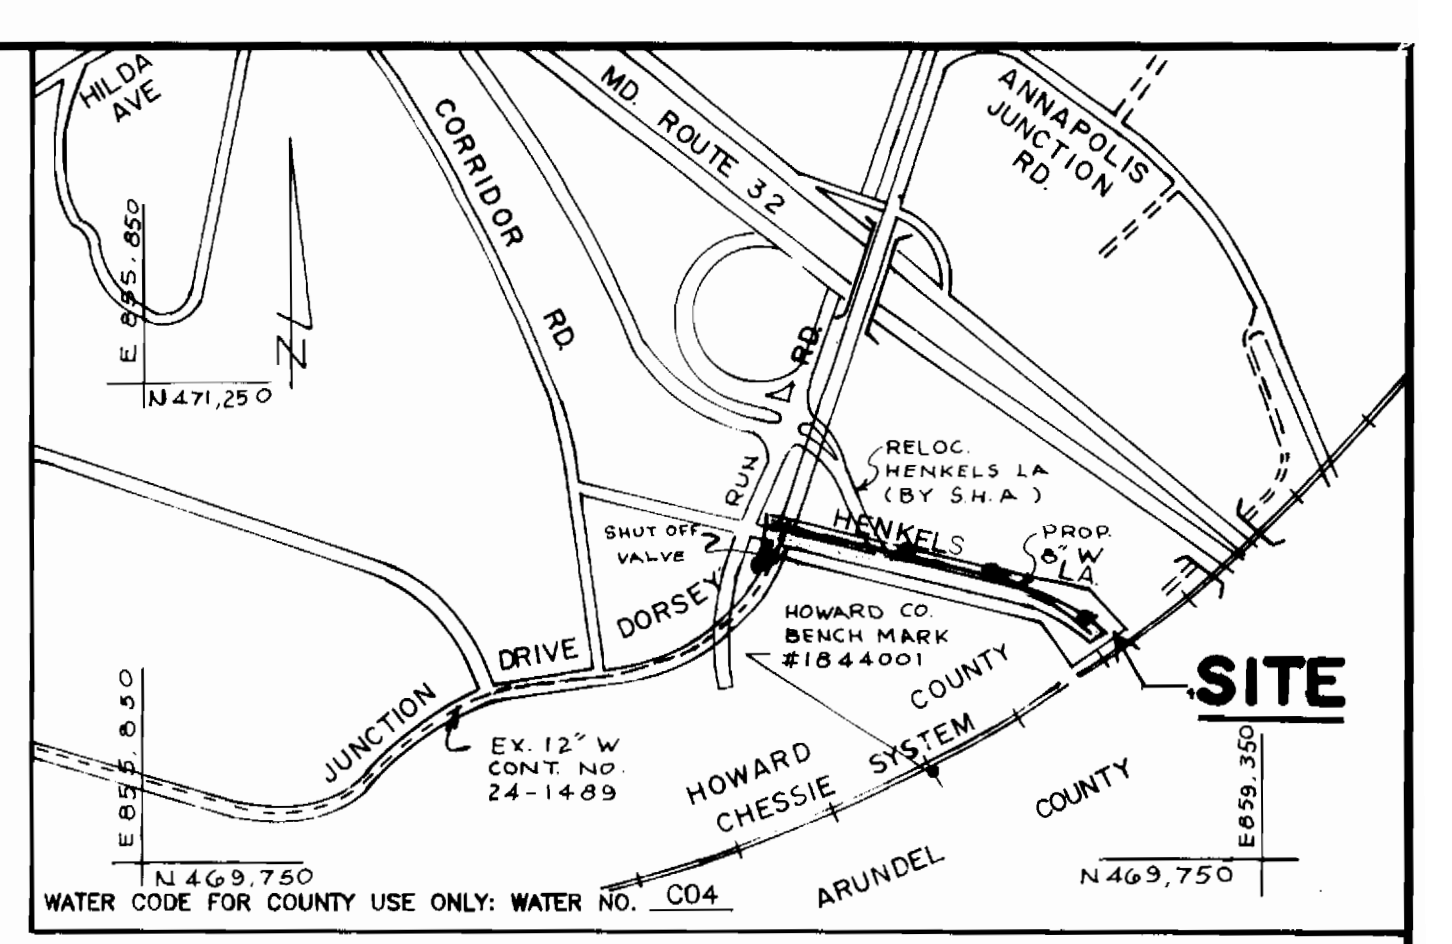 HILDA
AVE
CORRIDOR
RD.
MD. ROUTE 32
ANNAPOLIS
JUNCTION
RD.
E 855,850
N 471,250
N
RD.
RUN
DORSEY
RELOC.
HENKELS LA
(BY S.H.A.)
SHUT OFF
VALVE
HENKELS
LA.
PROP.
8" W
HOWARD CO.
BENCH MARK
#1844001
JUNCTION
DRIVE
EX. 12" W
CONT. NO.
24-1489
HOWARD
COUNTY
CHESSIE
SYSTEM
SITE
ARUNDEL
COUNTY
E 855,850
N 469,750
E 859,350
N 469,750
WATER CODE FOR COUNTY USE ONLY: WATER NO. C04